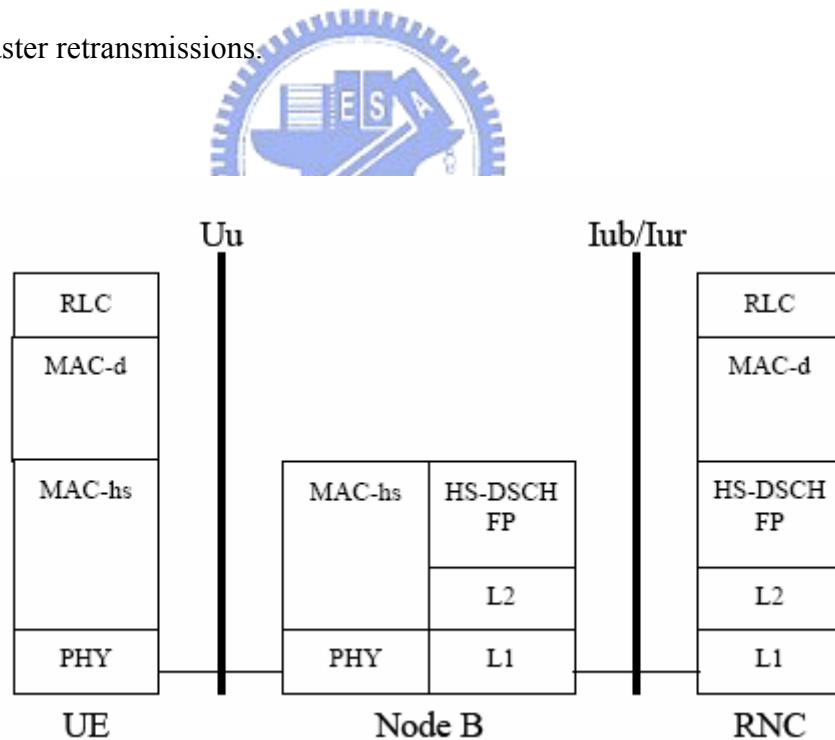 aster retransmissions.
E S A
Uu Iub/Iur
RLC RLC
MAC-d MAC-d
MAC-hs MAC-hs HS-DSCH FP HS-DSCH FP
L2 L2
PHY PHY L1 L1
UE Node B RNC